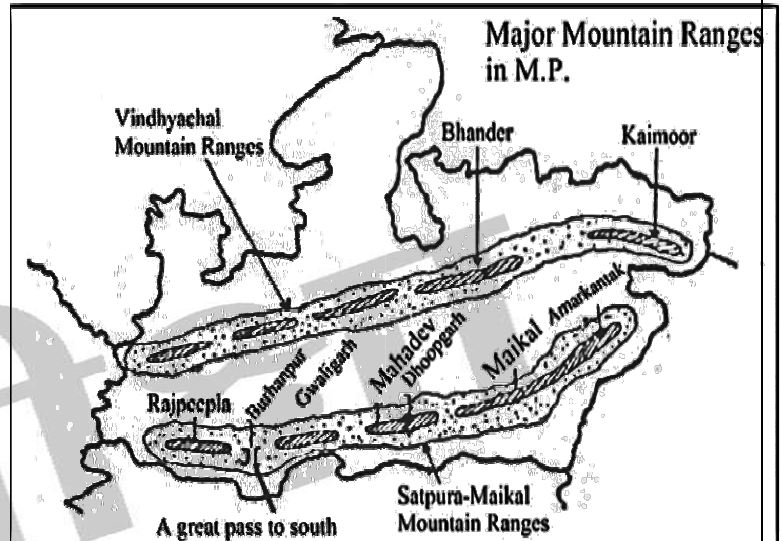 Major Mountain Ranges
in M.P.
Vindhyachal
Mountain Ranges
Bhander
Kaimoor
Amarkantak
Maikal
Mahadev
Dhoopgarh
Gwaligarh
Burhanpur
Rajpeepla
Satpura-Maikal
Mountain Ranges
A great pass to south